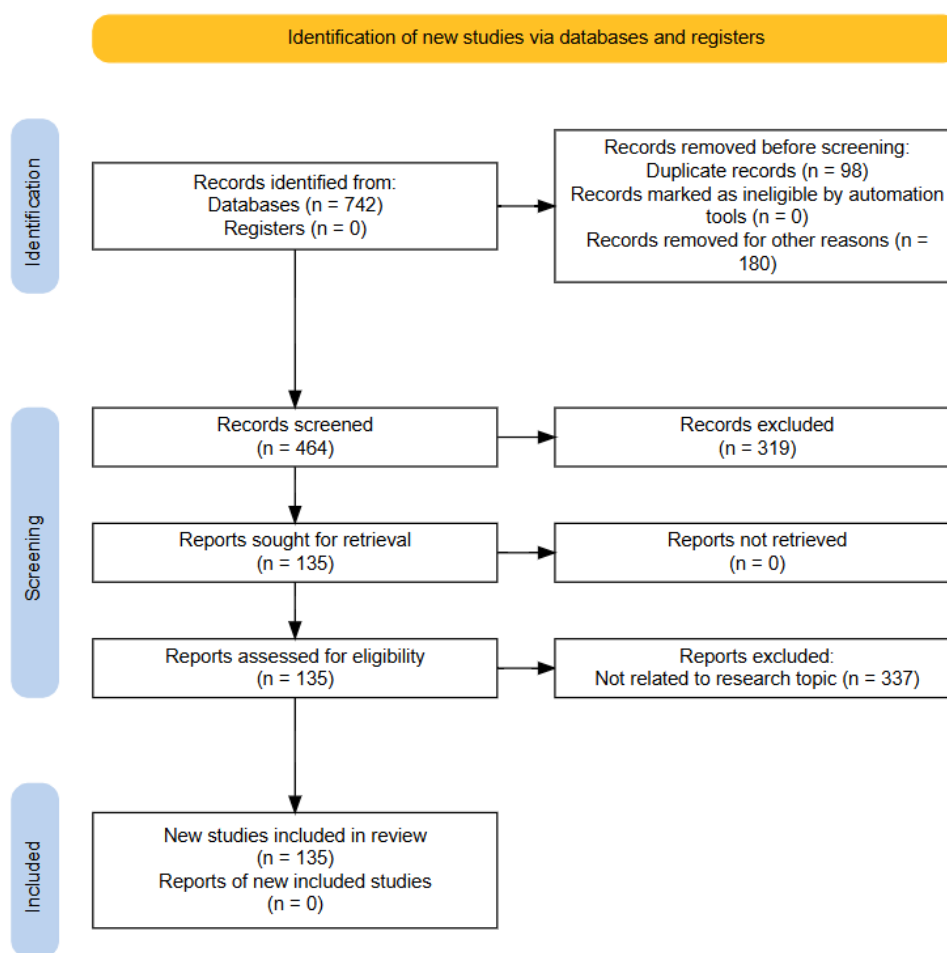 Identification of new studies via databases and registers
Identification
Records identified from:
Databases (n = 742)
Registers (n = 0)
Records removed before screening:
Duplicate records (n = 98)
Records marked as ineligible by automation
tools (n = 0)
Records removed for other reasons (n =
180)
Screening
Records screened
(n = 464)
Records excluded
(n = 319)
Reports sought for retrieval
(n = 135)
Reports not retrieved
(n = 0)
Reports assessed for eligibility
(n = 135)
Reports excluded:
Not related to research topic (n = 337)
Included
New studies included in review
(n = 135)
Reports of new included studies
(n = 0)